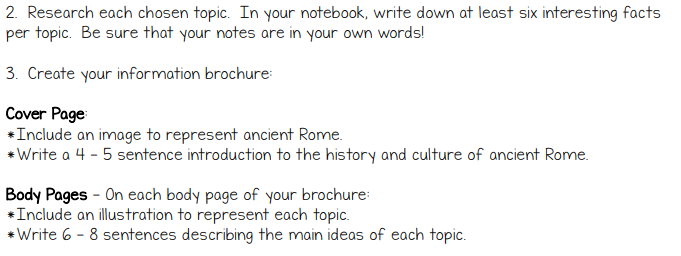 2. Research each chosen topic. In your notebook, write down at least six interesting facts
per topic. Be sure that your notes are in your own words!
3. Create your information brochure:
Cover Page:
*Include an image to represent ancient Rome.
*Write a 4 - 5 sentence introduction to the history and culture of ancient Rome.
Body Pages - On each body page of your brochure:
*Include an illustration to represent each topic.
*Write 6 - 8 sentences describing the main ideas of each topic.